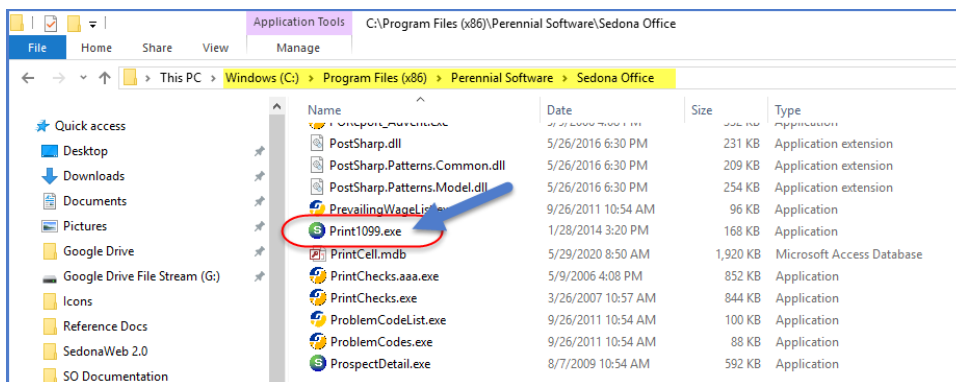 Application Tools C:\Program Files (x86)\Perennial Software\Sedona Office
File Home Share View Manage
This PC > Windows (C:) > Program Files (x86) > Perennial Software > Sedona Office
Name Date Size Type
Quick access
PostSharp.dll 5/26/2016 6:30 PM 231 KB Application extension
Desktop
PostSharp.Patterns.Common.dll 5/26/2016 6:30 PM 209 KB Application extension
Downloads
PostSharp.Patterns.Model.dll 5/26/2016 6:30 PM 254 KB Application extension
Documents
9/26/2011 10:54 AM 96 KB Application
Pictures
Print1099.exe 1/28/2014 3:20 PM 168 KB Application
Google Drive
PrintCell.mdb 5/29/2020 8:50 AM 1,920 KB Microsoft Access Database
Google Drive File Stream (G:)
PrintChecks.aaa.exe 5/9/2006 4:08 PM 852 KB Application
Icons
PrintChecks.exe 3/26/2007 10:57 AM 844 KB Application
Reference Docs
ProblemCodeList.exe 9/26/2011 10:54 AM 100 KB Application
SedonaWeb 2.0
ProblemCodes.exe 9/26/2011 10:54 AM 88 KB Application
SO Documentation
ProspectDetail.exe 8/7/2009 10:54 AM 592 KB Application